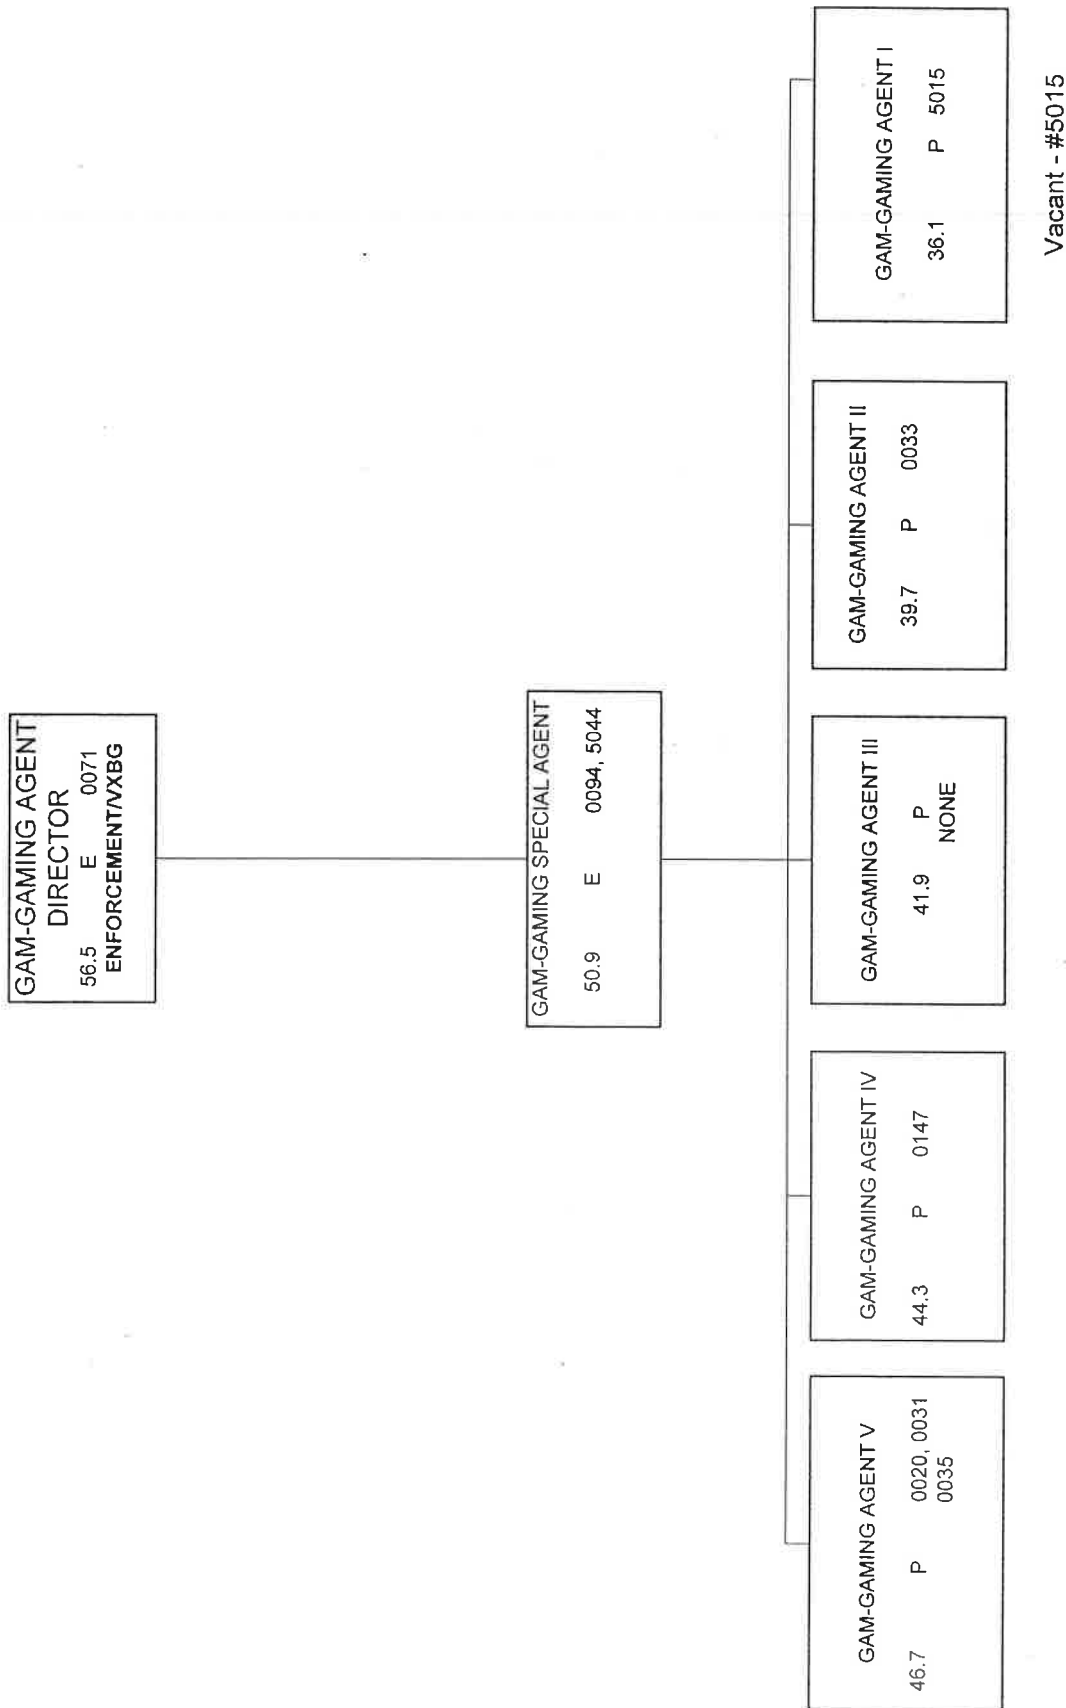 GAM-GAMING AGENT
DIRECTOR
56.5 E 0071
ENFORCEMENT/VXBG
GAM-GAMING SPECIAL AGENT
50.9 E 0094, 5044
GAM-GAMING AGENT V
46.7 P 0020, 0031
0035
GAM-GAMING AGENT IV
44.3 P 0147
GAM-GAMING AGENT III
41.9 P
NONE
GAM-GAMING AGENT II
39.7 P 0033
GAM-GAMING AGENT I
36.1 P 5015
Vacant - #5015